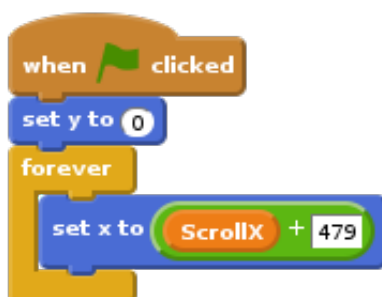 when clicked
set y to 0
forever
set x to ScrollX + 479